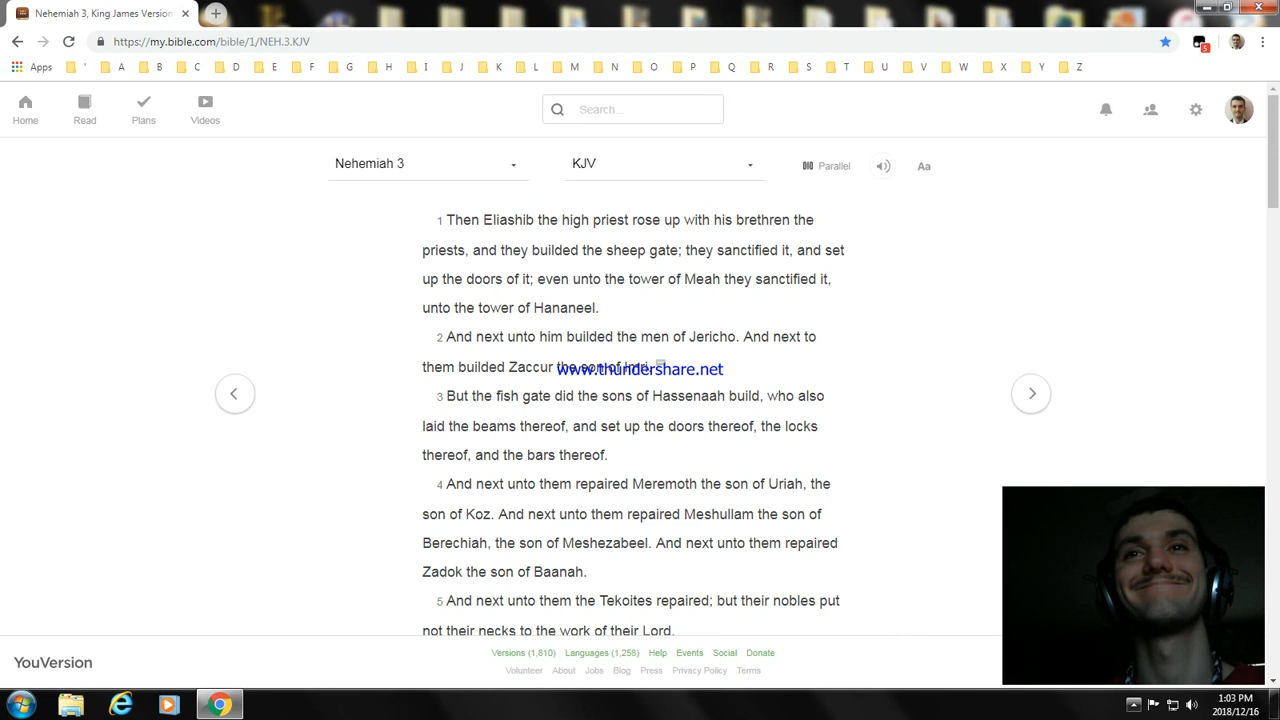 Nehemiah 3, King James Version
https://my.bible.com/bible/1/NEH.3.KJV
5
Apps ' A B C D E F G H I J K L M N O P Q R S T U V W X Y Z
Home Read Plans Videos
Search...
Nehemiah 3 KJV Parallel Aa
1 Then Eliashib the high priest rose up with his brethren the
priests, and they builded the sheep gate; they sanctified it, and set
up the doors of it; even unto the tower of Meah they sanctified it,
unto the tower of Hananeel.
2 And next unto him builded the men of Jericho. And next to
them builded Zaccur the son of Imri.
www.thundershare.net
3 But the fish gate did the sons of Hassenaah build, who also
laid the beams thereof, and set up the doors thereof, the locks
thereof, and the bars thereof.
4 And next unto them repaired Meremoth the son of Uriah, the
son of Koz. And next unto them repaired Meshullam the son of
Berechiah, the son of Meshezabeel. And next unto them repaired
Zadok the son of Baanah.
5 And next unto them the Tekoites repaired; but their nobles put
not their necks to the work of their Lord.
YouVersion
Versions (1,810) Languages (1,258) Help Events Social Donate
Volunteer About Jobs Blog Press Privacy Policy Terms
1:03 PM
2018/12/16